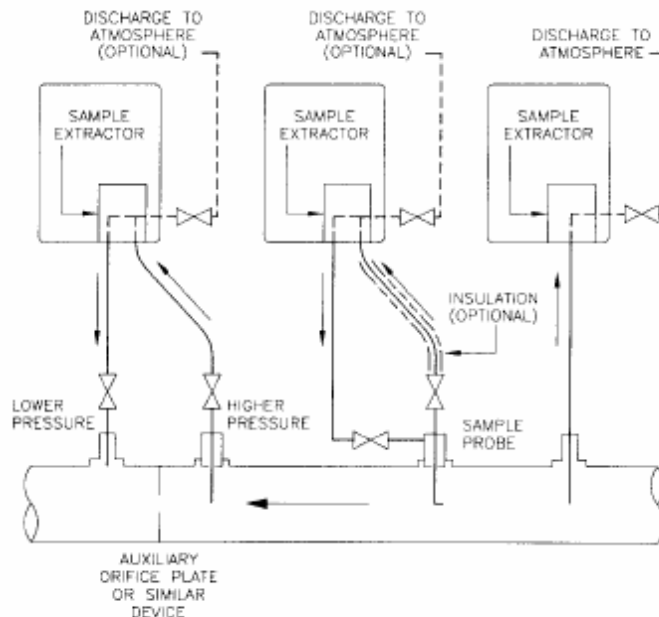 DISCHARGE TO
ATMOSPHERE
(OPTIONAL)
DISCHARGE TO
ATMOSPHERE
(OPTIONAL)
DISCHARGE TO
ATMOSPHERE
SAMPLE
EXTRACTOR
SAMPLE
EXTRACTOR
SAMPLE
EXTRACTOR
INSULATION
(OPTIONAL)
LOWER
PRESSURE
HIGHER
PRESSURE
SAMPLE
PROBE
AUXILIARY
ORIFICE PLATE
OR SIMILAR
DEVICE